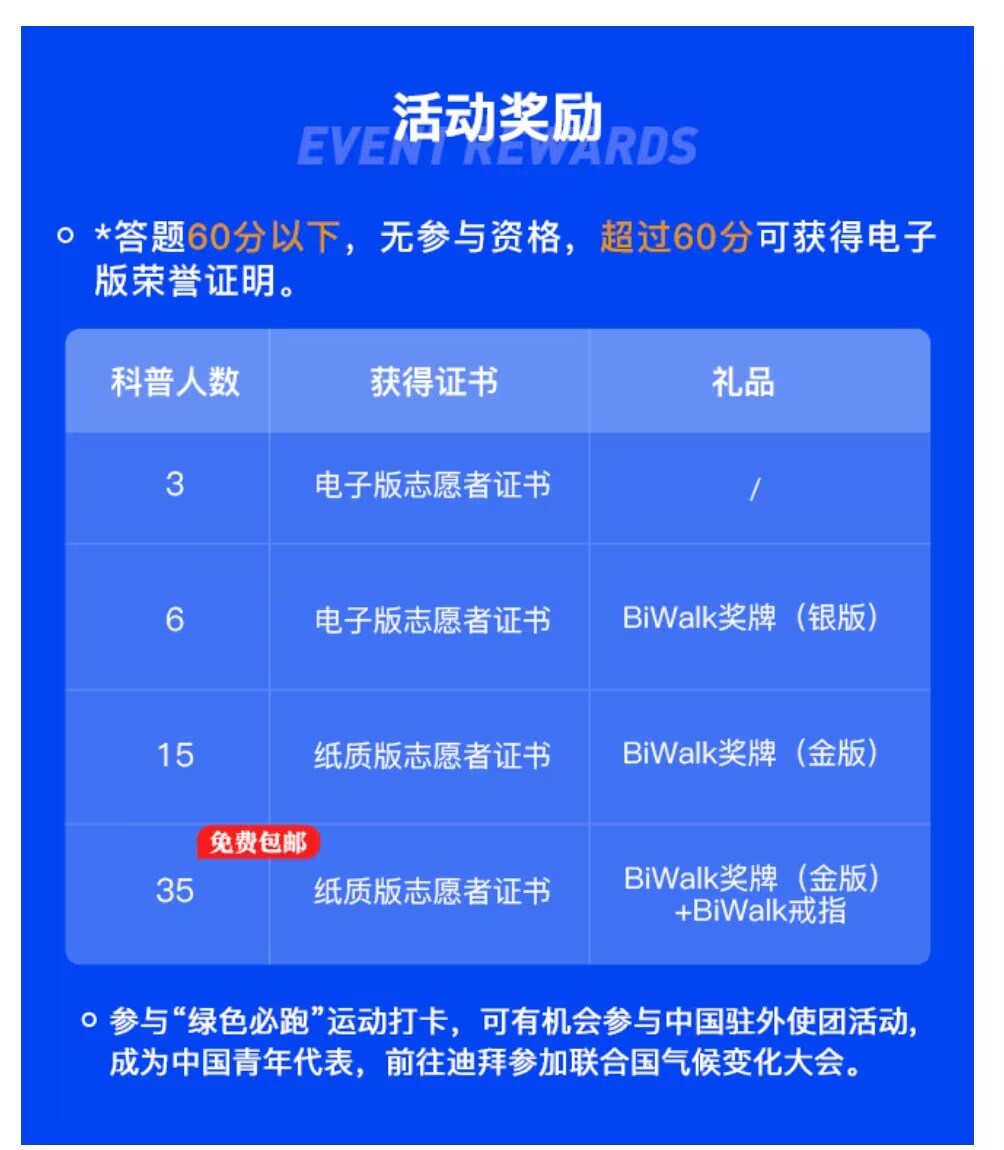 活动奖励
EVENT REWARDS
*答题60分以下，无参与资格，超过60分可获得电子
版荣誉证明。
科普人数 获得证书 礼品
3 电子版志愿者证书 /
6 电子版志愿者证书 BiWalk奖牌（银版）
15 纸质版志愿者证书 BiWalk奖牌（金版）
免费包邮
35 纸质版志愿者证书 BiWalk奖牌（金版）
+BiWalk戒指
参与“绿色必跑”运动打卡，可有机会参与中国驻外使团活动，
成为中国青年代表，前往迪拜参加联合国气候变化大会。